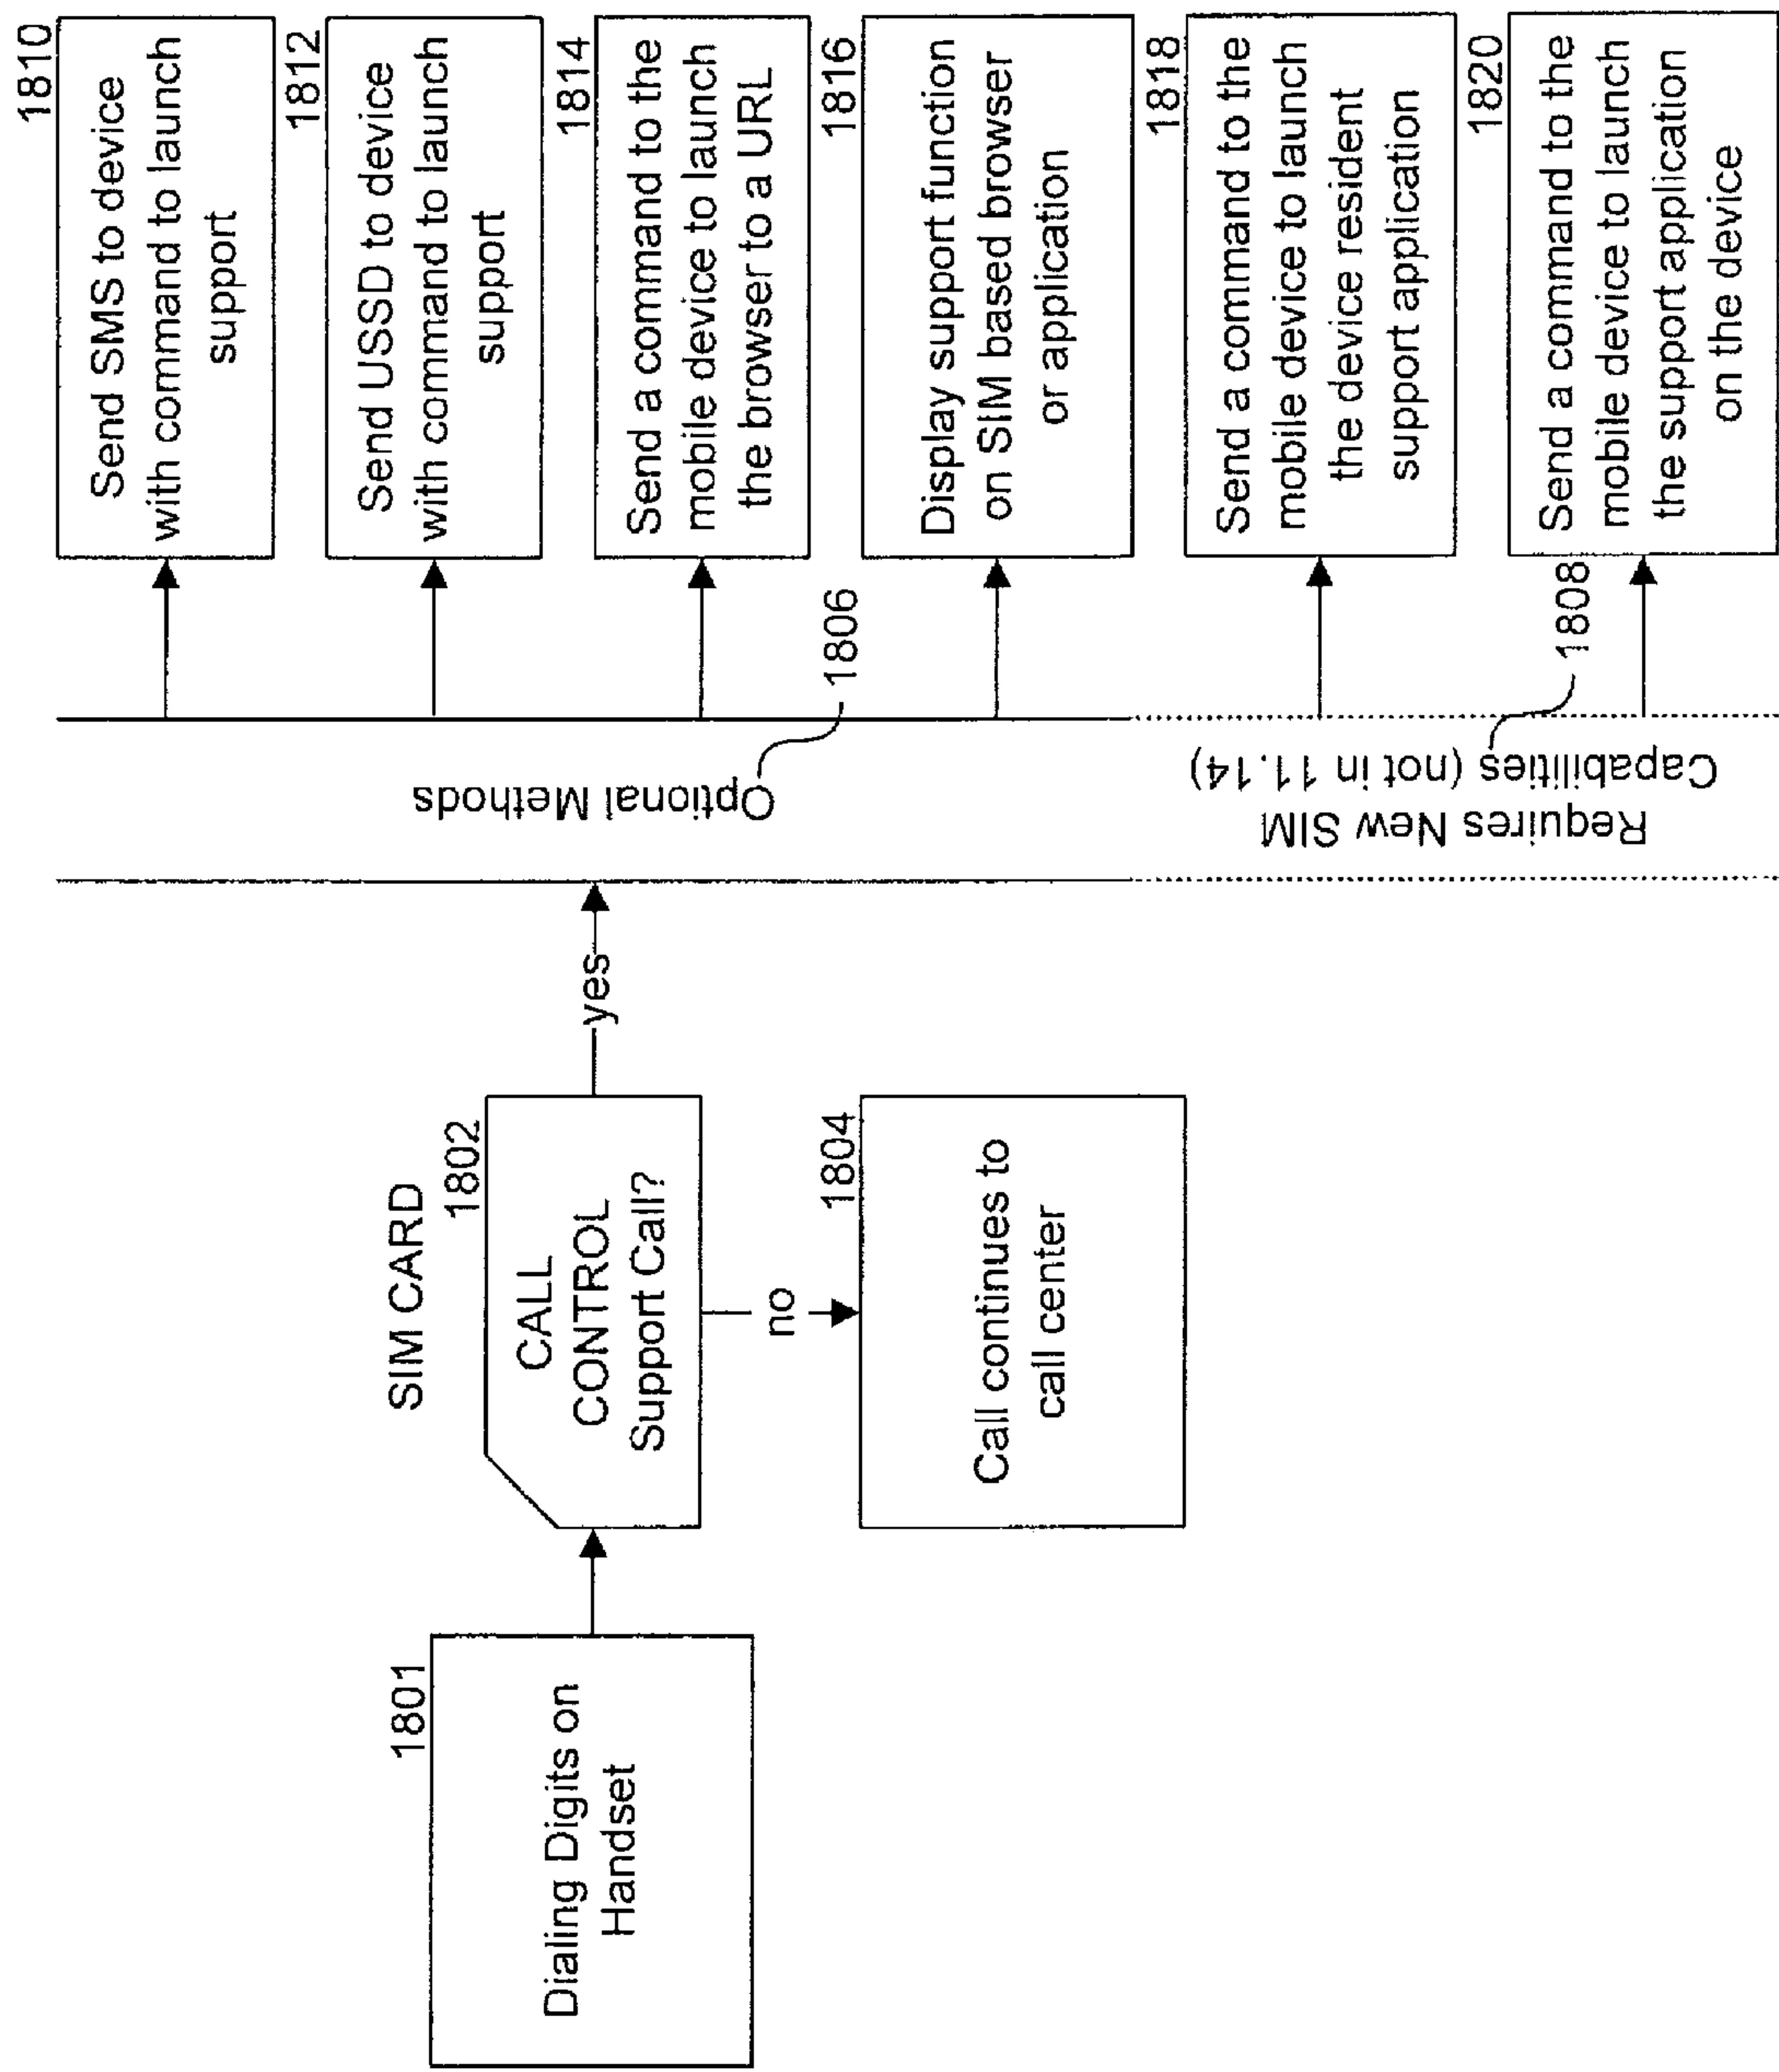 1801
Dialing Digits on
Handset
SIM CARD
1802
CALL
CONTROL
Support Call?
yes
no
1804
Call continues to
call center
Optional Methods
1806
Requires New SIM
Capabilities (not in 11.14)
1808
1810
Send SMS to device
with command to launch
support
1812
Send USSD to device
with command to launch
support
1814
Send a command to the
mobile device to launch
the browser to a URL
1816
Display support function
on SIM based browser
or application
1818
Send a command to the
mobile device to launch
the device resident
support application
1820
Send a command to the
mobile device to launch
the support application
on the device